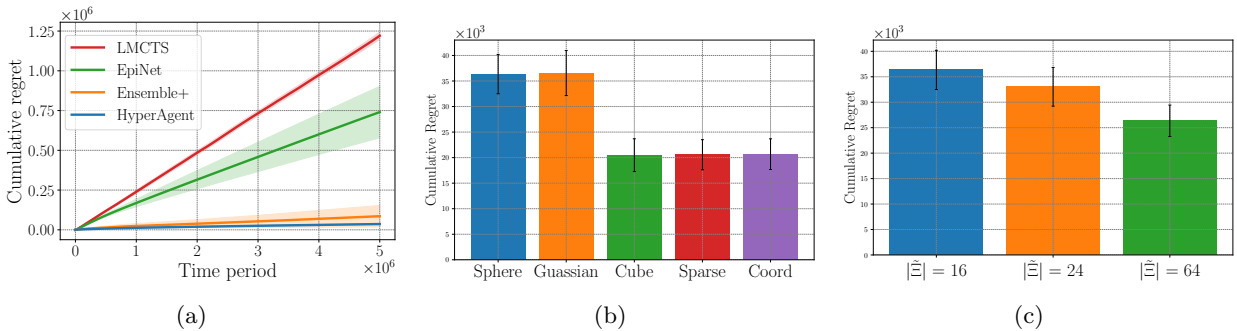 ×10⁶
1.25
1.00
0.75
0.50
0.25
0.00
Cumulative regret
LMCTS
EpiNet
Ensemble+
HyperAgent
0 1 2 3 4 5
Time period
×10⁶
(a)
×10³
40
35
30
25
20
15
10
5
0
Cumulative Regret
Sphere Guassian Cube Sparse Coord
(b)
×10³
40
35
30
25
20
15
10
5
0
Cumulative Regret
|Ξ̃| = 16 |Ξ̃| = 24 |Ξ̃| = 64
(c)